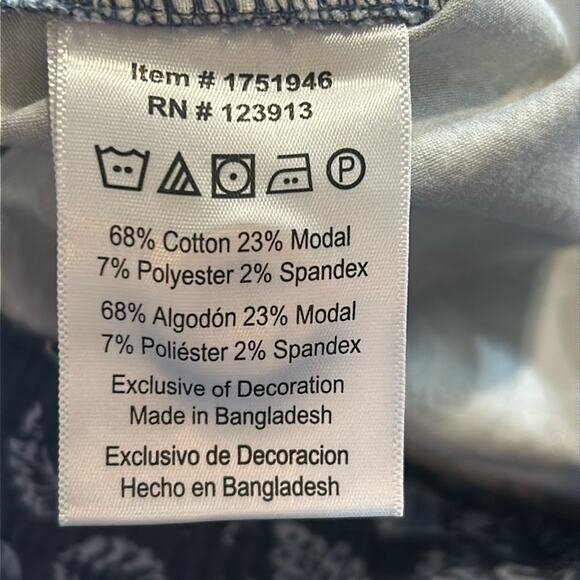 Item # 1751946
RN # 123913
P
68% Cotton 23% Modal
7% Polyester 2% Spandex
68% Algodón 23% Modal
7% Poliéster 2% Spandex
Exclusive of Decoration
Made in Bangladesh
Exclusivo de Decoracion
Hecho en Bangladesh